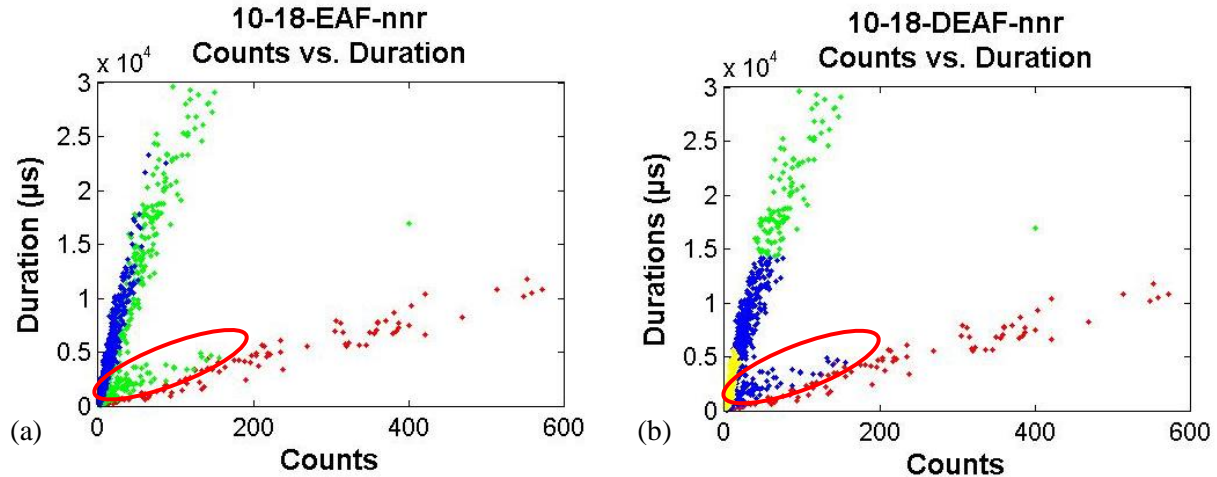 10-18-EAF-nnr
Counts vs. Duration
x 10^4
3
2.5
2
1.5
1
0.5
0
0 200 400 600
Duration (µs)
Counts
(a)
10-18-DEAF-nnr
Counts vs. Duration
x 10^4
3
2.5
2
1.5
1
0.5
0
0 200 400 600
Durations (µs)
Counts
(b)